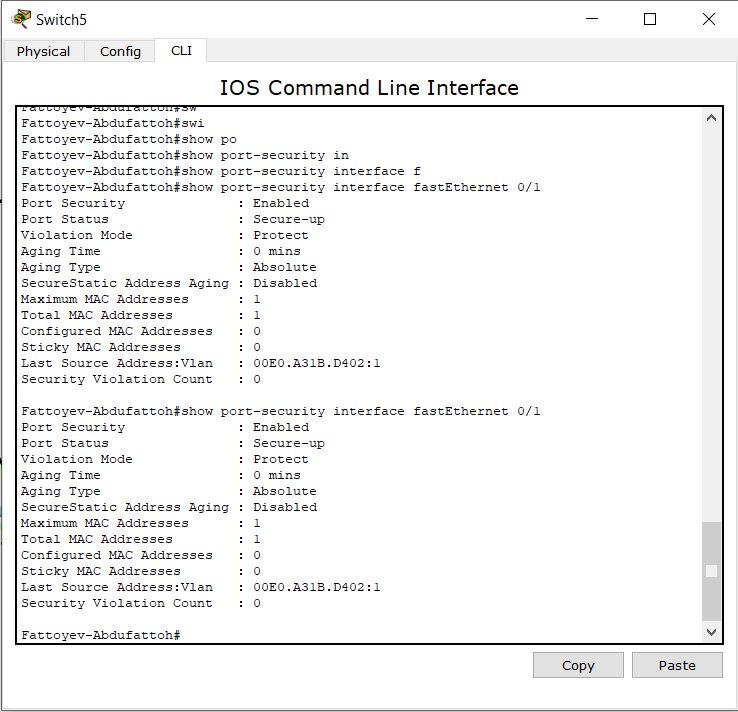 Switch5
Physical Config CLI
IOS Command Line Interface
Fattoyev-Abdufattoh#sw
Fattoyev-Abdufattoh#swi
Fattoyev-Abdufattoh#show po
Fattoyev-Abdufattoh#show port-security in
Fattoyev-Abdufattoh#show port-security interface f
Fattoyev-Abdufattoh#show port-security interface fastEthernet 0/1
Port Security              : Enabled
Port Status                : Secure-up
Violation Mode             : Protect
Aging Time                 : 0 mins
Aging Type                 : Absolute
SecureStatic Address Aging : Disabled
Maximum MAC Addresses      : 1
Total MAC Addresses        : 1
Configured MAC Addresses   : 0
Sticky MAC Addresses       : 0
Last Source Address:Vlan   : 00E0.A31B.D402:1
Security Violation Count   : 0
Fattoyev-Abdufattoh#show port-security interface fastEthernet 0/1
Port Security              : Enabled
Port Status                : Secure-up
Violation Mode             : Protect
Aging Time                 : 0 mins
Aging Type                 : Absolute
SecureStatic Address Aging : Disabled
Maximum MAC Addresses      : 1
Total MAC Addresses        : 1
Configured MAC Addresses   : 0
Sticky MAC Addresses       : 0
Last Source Address:Vlan   : 00E0.A31B.D402:1
Security Violation Count   : 0
Fattoyev-Abdufattoh#
Copy Paste